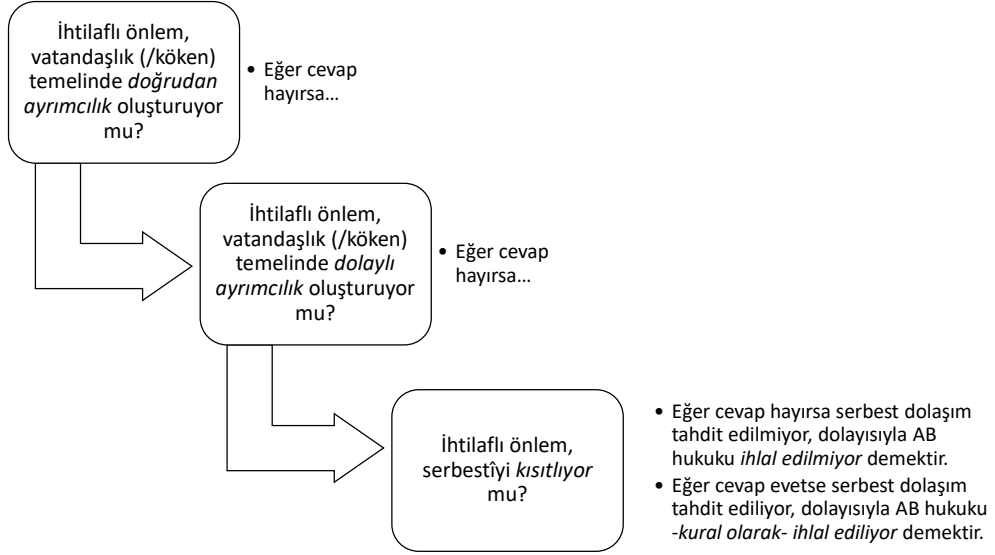 İhtilaflı önlem,
vatandaşlık (/köken)
temelinde doğrudan
ayrımcılık oluşturuyor
mu?
• Eğer cevap
hayırsa...
İhtilaflı önlem,
vatandaşlık (/köken)
temelinde dolaylı
ayrımcılık oluşturuyor
mu?
• Eğer cevap
hayırsa...
İhtilaflı önlem,
serbestîyi kısıtlıyor
mu?
• Eğer cevap hayırsa serbest dolaşım
tahdit edilmiyor, dolayısıyla AB
hukuku ihlal edilmiyor demektir.
• Eğer cevap evetse serbest dolaşım
tahdit ediliyor, dolayısıyla AB hukuku
-kural olarak- ihlal ediliyor demektir.